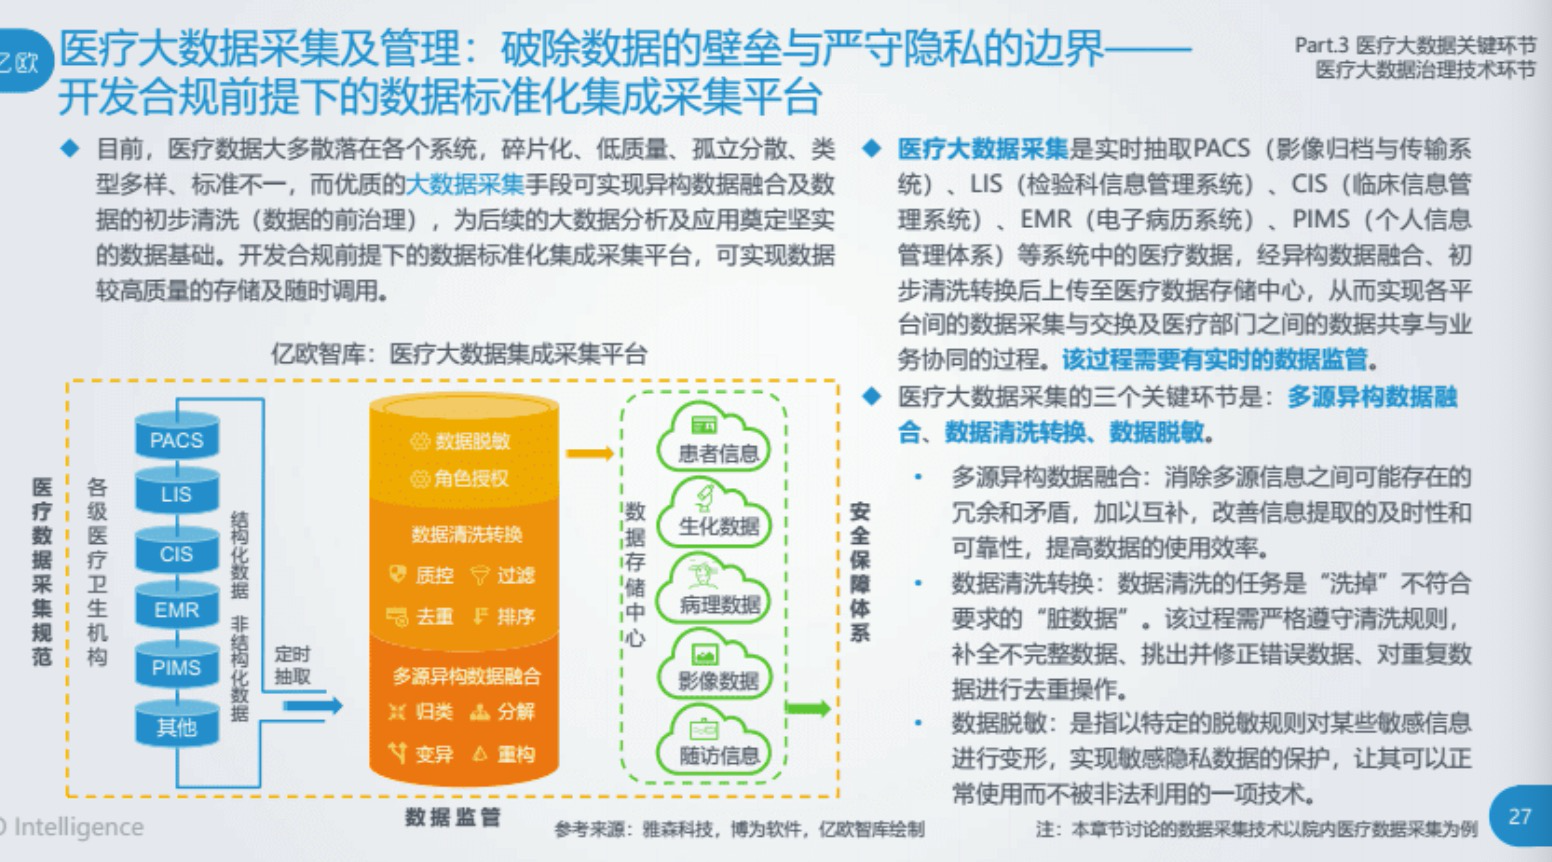 亿欧
医疗大数据采集及管理：破除数据的壁垒与严守隐私的边界——
开发合规前提下的数据标准化集成采集平台
Part.3 医疗大数据关键环节
医疗大数据治理技术环节
目前，医疗数据大多散落在各个系统，碎片化、低质量、孤立分散、类
型多样、标准不一，而优质的大数据采集手段可实现异构数据融合及数
据的初步清洗（数据的前治理），为后续的大数据分析及应用奠定坚实
的数据基础。开发合规前提下的数据标准化集成采集平台，可实现数据
较高质量的存储及随时调用。
亿欧智库：医疗大数据集成采集平台
医疗数据采集规范
各级医疗卫生机构
PACS
LIS
CIS
EMR
PIMS
其他
结构化数据 非结构化数据
定时
抽取
数据脱敏
角色授权
数据清洗转换
质控 过滤
去重 排序
多源异构数据融合
归类 分解
变异 重构
数据存储中心
患者信息
生化数据
病理数据
影像数据
随访信息
安全保障体系
数据监管
医疗大数据采集是实时抽取PACS（影像归档与传输系
统）、LIS（检验科信息管理系统）、CIS（临床信息管
理系统）、EMR（电子病历系统）、PIMS（个人信息
管理体系）等系统中的医疗数据，经异构数据融合、初
步清洗转换后上传至医疗数据存储中心，从而实现各平
台间的数据采集与交换及医疗部门之间的数据共享与业
务协同的过程。该过程需要有实时的数据监管。
医疗大数据采集的三个关键环节是：多源异构数据融
合、数据清洗转换、数据脱敏。
• 多源异构数据融合：消除多源信息之间可能存在的
冗余和矛盾，加以互补，改善信息提取的及时性和
可靠性，提高数据的使用效率。
• 数据清洗转换：数据清洗的任务是“洗掉”不符合
要求的“脏数据”。该过程需严格遵守清洗规则，
补全不完整数据、挑出并修正错误数据、对重复数
据进行去重操作。
• 数据脱敏：是指以特定的脱敏规则对某些敏感信息
进行变形，实现敏感隐私数据的保护，让其可以正
常使用而不被非法利用的一项技术。
Intelligence
参考来源：雅森科技，博为软件，亿欧智库绘制
注：本章节讨论的数据采集技术以院内医疗数据采集为例
27